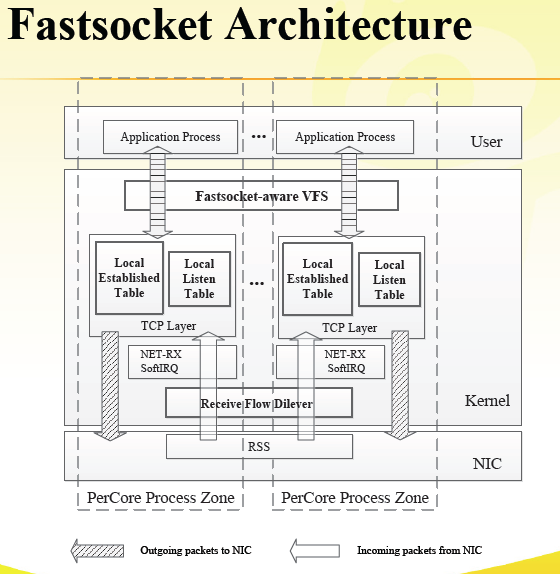 Fastsocket Architecture
Application Process
...
Application Process
User
Fastsocket-aware VFS
Local
Established
Table
Local
Listen
Table
TCP Layer
...
Local
Established
Table
Local
Listen
Table
TCP Layer
NET-RX
SoftIRQ
NET-RX
SoftIRQ
Receive Flow Dilever
Kernel
RSS
NIC
PerCore Process Zone
PerCore Process Zone
Outgoing packets to NIC
Incoming packets from NIC